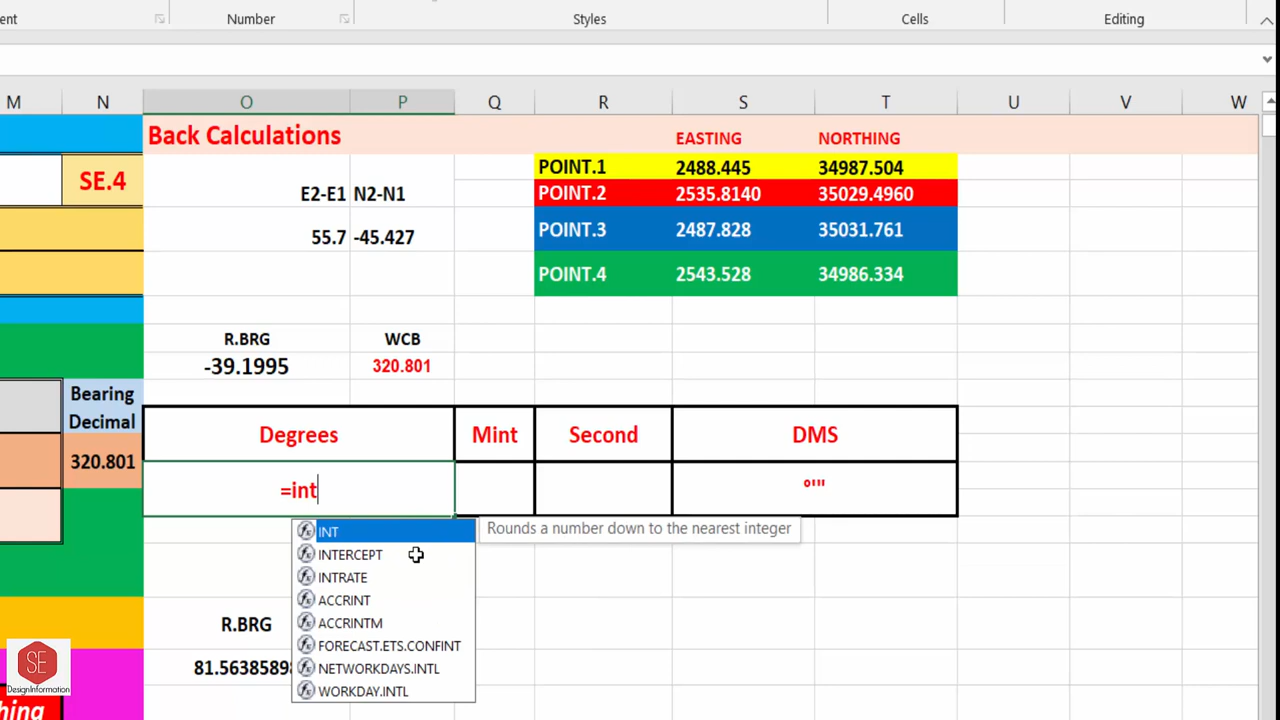 ent
Number
Styles
Cells
Editing
M N O P Q R S T U V W
Back Calculations
EASTING NORTHING
POINT.1 2488.445 34987.504
SE.4
E2-E1 N2-N1
POINT.2 2535.8140 35029.4960
55.7 -45.427
POINT.3 2487.828 35031.761
POINT.4 2543.528 34986.334
R.BRG WCB
-39.1995 320.801
Bearing
Decimal
Degrees Mint Second DMS
320.801
=int °'"
INT
Rounds a number down to the nearest integer
INTERCEPT
INTRATE
ACCRINT
ACCRINTM
FORECAST.ETS.CONFINT
NETWORKDAYS.INTL
WORKDAY.INTL
R.BRG
81.56385898
SE
DesignInformation
hing